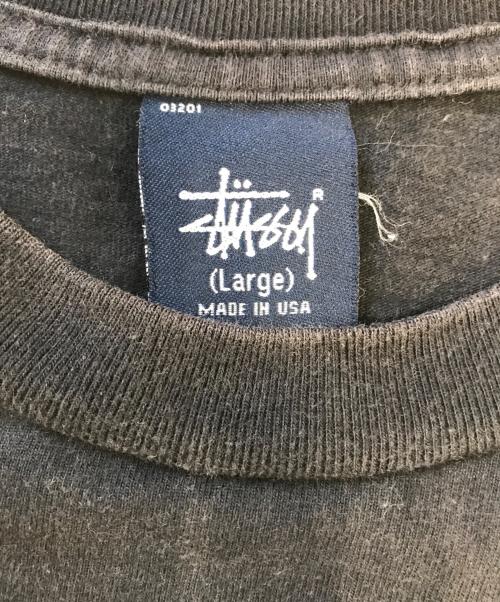 03201
Stüssy
R
(Large)
MADE IN USA